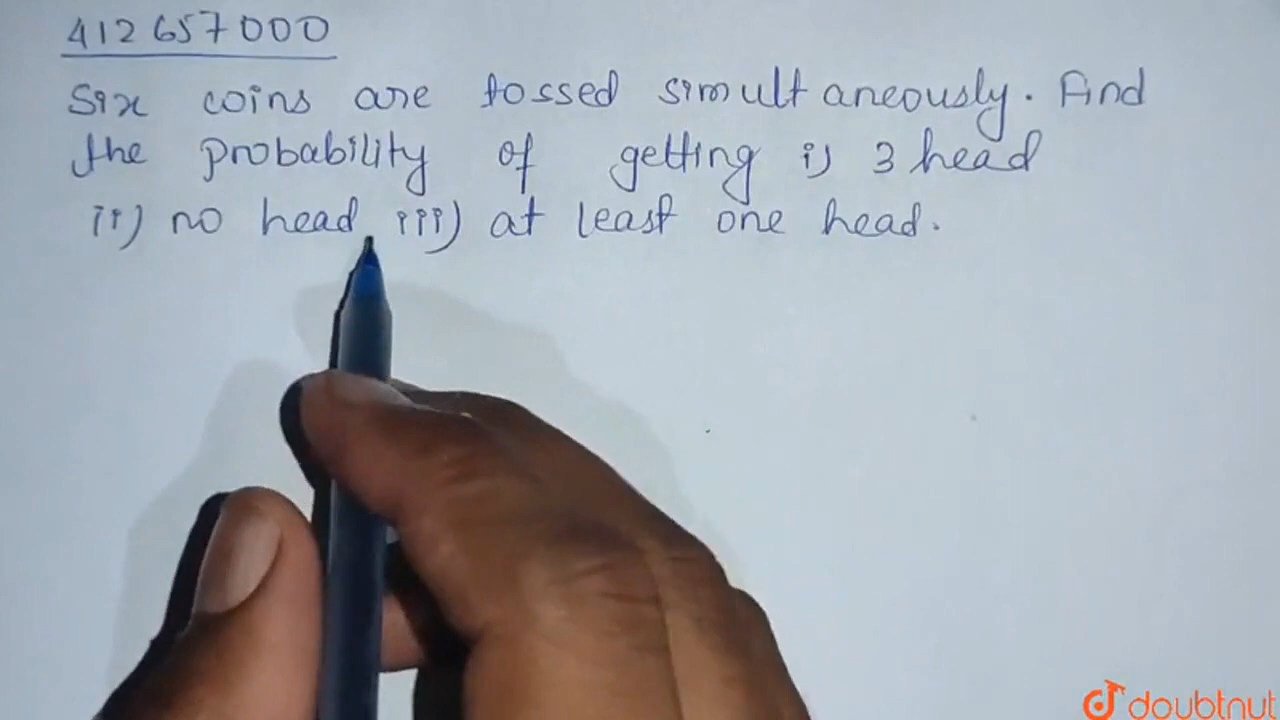 412657000
Six coins are tossed simultaneously. Find
the probability of getting i) 3 head
ii) no head iii) at least one head.
doubtnut